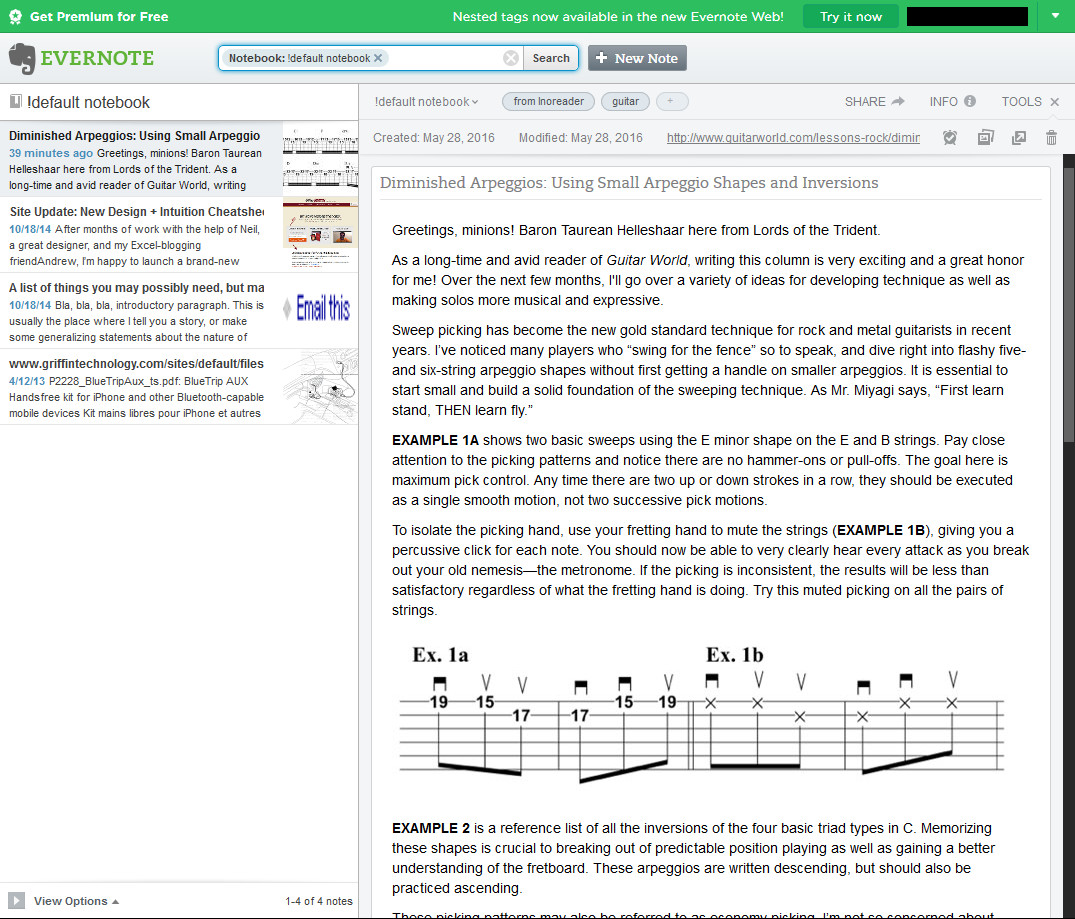 Get Premium for Free
Nested tags now available in the new Evernote Web!
Try it now
EVERNOTE
Notebook: !default notebook ×
Search
+ New Note
!default notebook
Diminished Arpeggios: Using Small Arpeggio
39 minutes ago Greetings, minions! Baron Taurean
Helleshaar here from Lords of the Trident. As a
long-time and avid reader of Guitar World, writing
Site Update: New Design + Intuition Cheatshe
10/18/14 After months of work with the help of Neil,
a great designer, and my Excel-blogging
friendAndrew, I'm happy to launch a brand-new
A list of things you may possibly need, but ma
10/18/14 Bla, bla, bla, introductory paragraph. This is
usually the place where I tell you a story, or make
some generalizing statements about the nature of
Email this
www.griffintechnology.com/sites/default/files
4/12/13 P2228_BlueTripAux_ts.pdf: BlueTrip AUX
Handsfree kit for iPhone and other Bluetooth-capable
mobile devices Kit mains libres pour iPhone et autres
View Options
1-4 of 4 notes
!default notebook
from Inoreader
guitar
+
SHARE
INFO
TOOLS
Created: May 28, 2016
Modified: May 28, 2016
http://www.guitarworld.com/lessons-rock/dimir
Diminished Arpeggios: Using Small Arpeggio Shapes and Inversions
Greetings, minions! Baron Taurean Helleshaar here from Lords of the Trident.
As a long-time and avid reader of Guitar World, writing this column is very exciting and a great honor
for me! Over the next few months, I'll go over a variety of ideas for developing technique as well as
making solos more musical and expressive.
Sweep picking has become the new gold standard technique for rock and metal guitarists in recent
years. I've noticed many players who “swing for the fence” so to speak, and dive right into flashy five-
and six-string arpeggio shapes without first getting a handle on smaller arpeggios. It is essential to
start small and build a solid foundation of the sweeping technique. As Mr. Miyagi says, “First learn
stand, THEN learn fly.”
EXAMPLE 1A shows two basic sweeps using the E minor shape on the E and B strings. Pay close
attention to the picking patterns and notice there are no hammer-ons or pull-offs. The goal here is
maximum pick control. Any time there are two up or down strokes in a row, they should be executed
as a single smooth motion, not two successive pick motions.
To isolate the picking hand, use your fretting hand to mute the strings (EXAMPLE 1B), giving you a
percussive click for each note. You should now be able to very clearly hear every attack as you break
out your old nemesis—the metronome. If the picking is inconsistent, the results will be less than
satisfactory regardless of what the fretting hand is doing. Try this muted picking on all the pairs of
strings.
Ex. 1a
Ex. 1b
19 15 17 17 15 19
EXAMPLE 2 is a reference list of all the inversions of the four basic triad types in C. Memorizing
these shapes is crucial to breaking out of predictable position playing as well as gaining a better
understanding of the fretboard. These arpeggios are written descending, but should also be
practiced ascending.
These picking patterns may also be referred to as economy picking. I'm not so concerned about